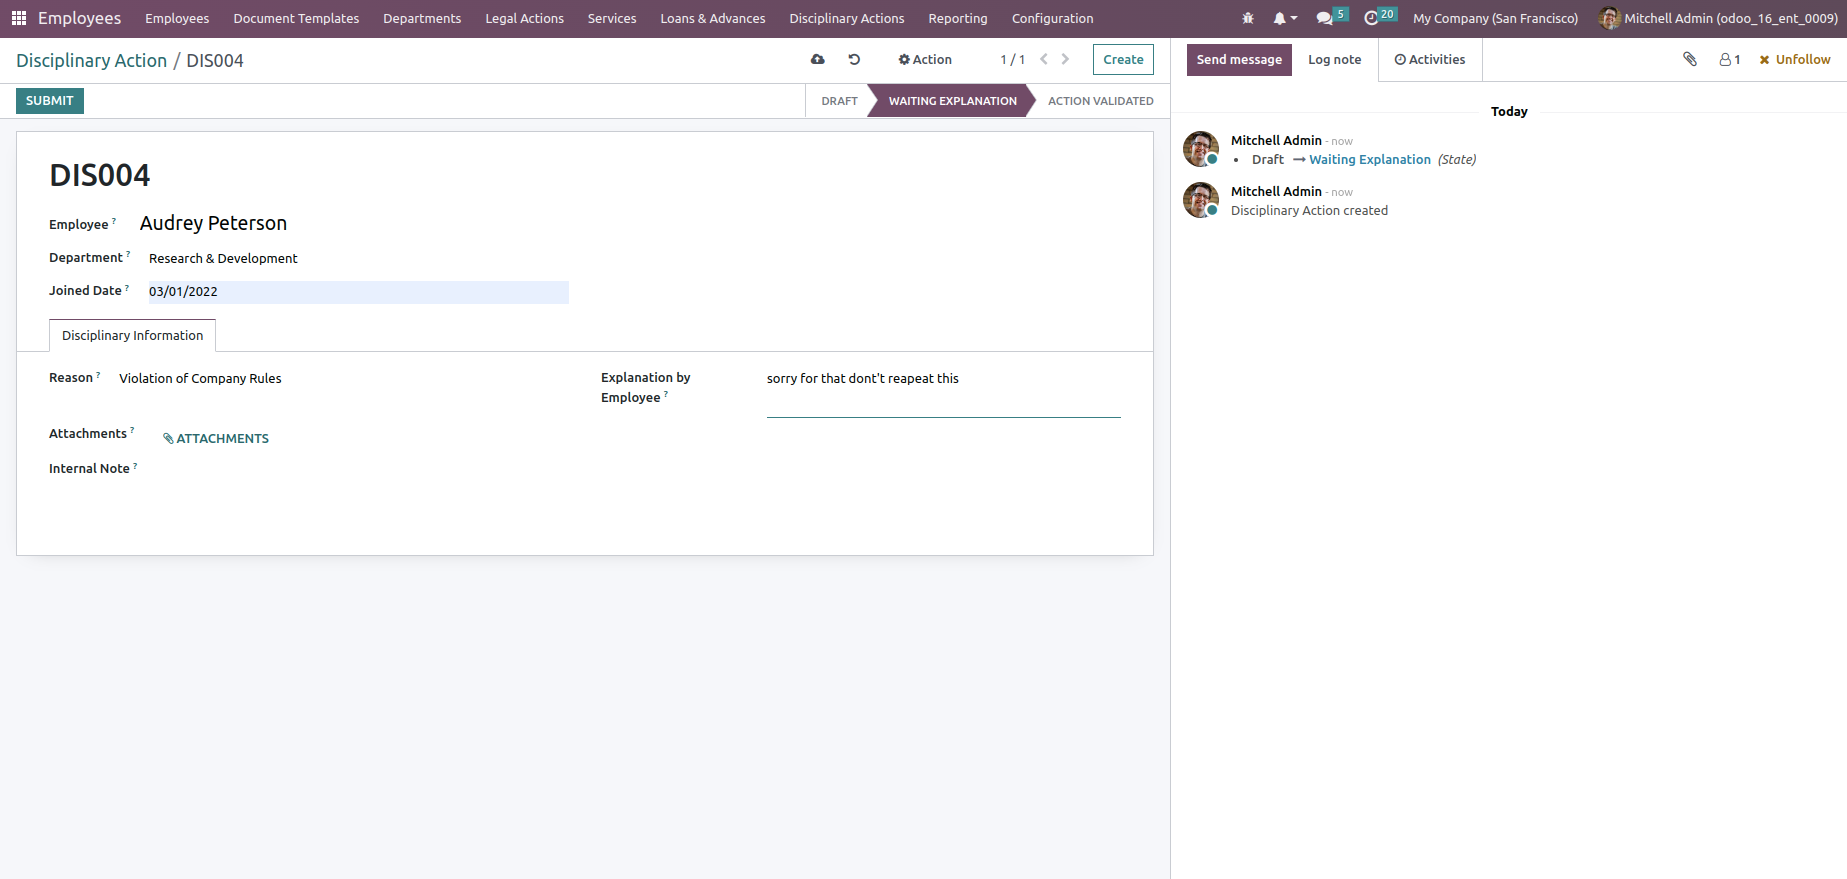 Employees Employees Document Templates Departments Legal Actions Services Loans & Advances Disciplinary Actions Reporting Configuration 5 20 My Company (San Francisco) Mitchell Admin (odoo_16_ent_0009)
Disciplinary Action / DIS004 Action 1 / 1 Create
SUBMIT DRAFT WAITING EXPLANATION ACTION VALIDATED
DIS004
Employee ? Audrey Peterson
Department ? Research & Development
Joined Date ? 03/01/2022
Disciplinary Information
Reason ? Violation of Company Rules
Explanation by
Employee ?
sorry for that dont't reapeat this
Attachments ? ATTACHMENTS
Internal Note ?
Send message Log note Activities 1 Unfollow
Today
Mitchell Admin - now
• Draft → Waiting Explanation (State)
Mitchell Admin - now
Disciplinary Action created